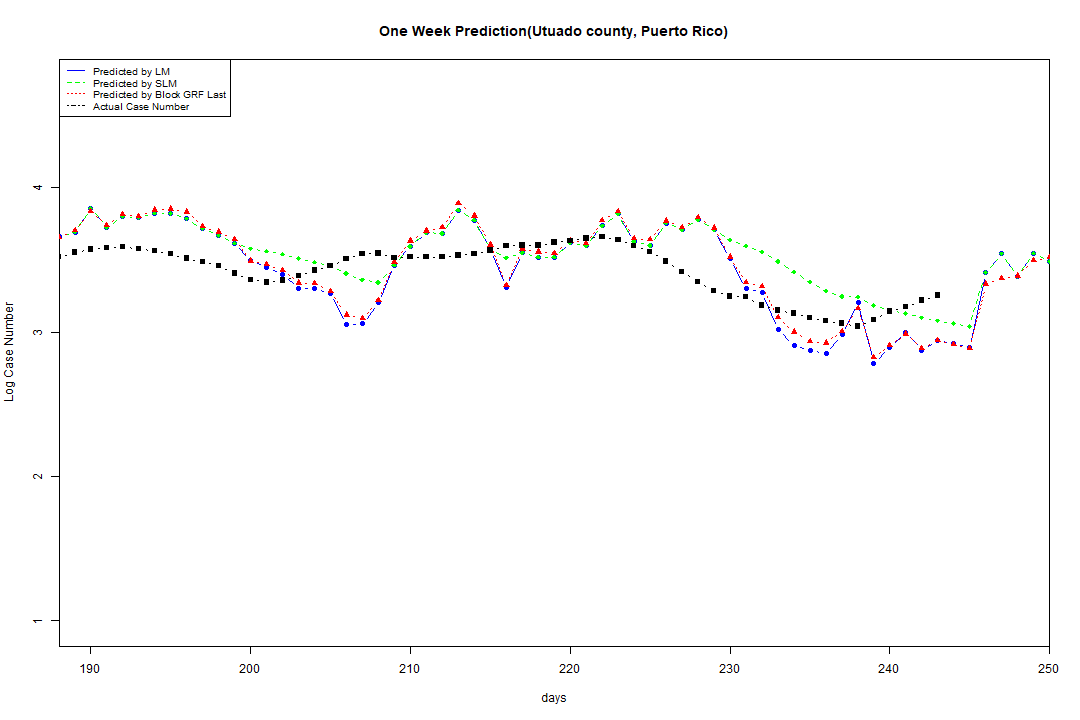 One Week Prediction(Utuado county, Puerto Rico)
Predicted by LM
Predicted by SLM
Predicted by Block GRF Last
Actual Case Number
4
3
2
1
Log Case Number
190 200 210 220 230 240 250
days